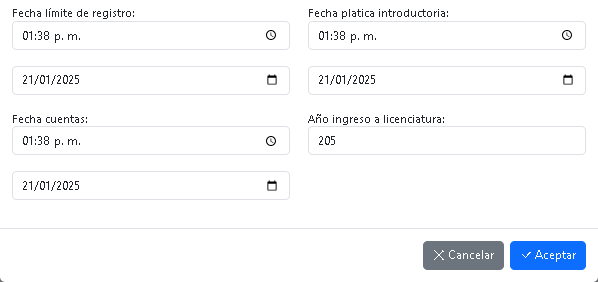 Fecha límite de registro:
Fecha platica introductoria:
01:38 p. m.
01:38 p. m.
21/01/2025
21/01/2025
Fecha cuentas:
Año ingreso a licenciatura:
01:38 p. m.
205
21/01/2025
Cancelar
Aceptar